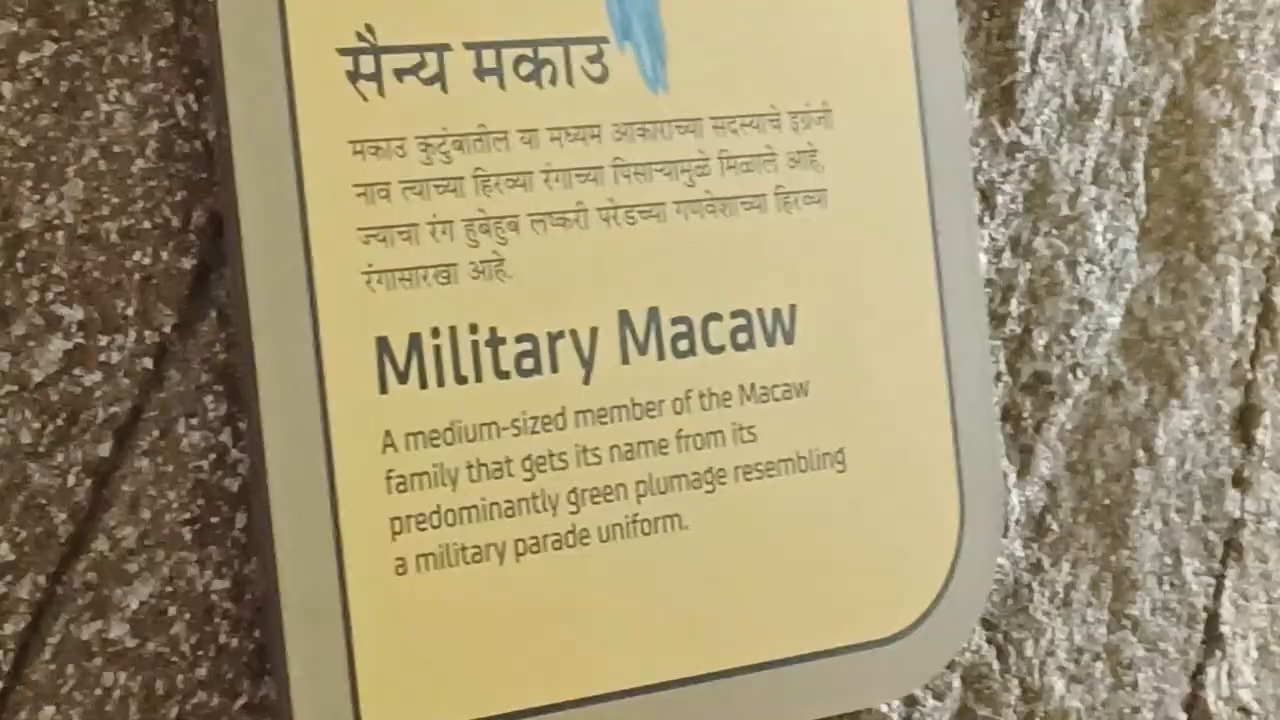 सैन्य मकाउ
मकाउ कुटुंबातील या मध्यम आकाराच्या सदस्याचे इंग्रंजी
नाव त्याच्या हिरव्या रंगाच्या पिसाऱ्यामुळे मिळाले आहे,
ज्याचा रंग हुबेहुब लष्करी परेडच्या गणवेशाच्या हिरव्या
रंगासारखा आहे.
Military Macaw
A medium-sized member of the Macaw
family that gets its name from its
predominantly green plumage resembling
a military parade uniform.